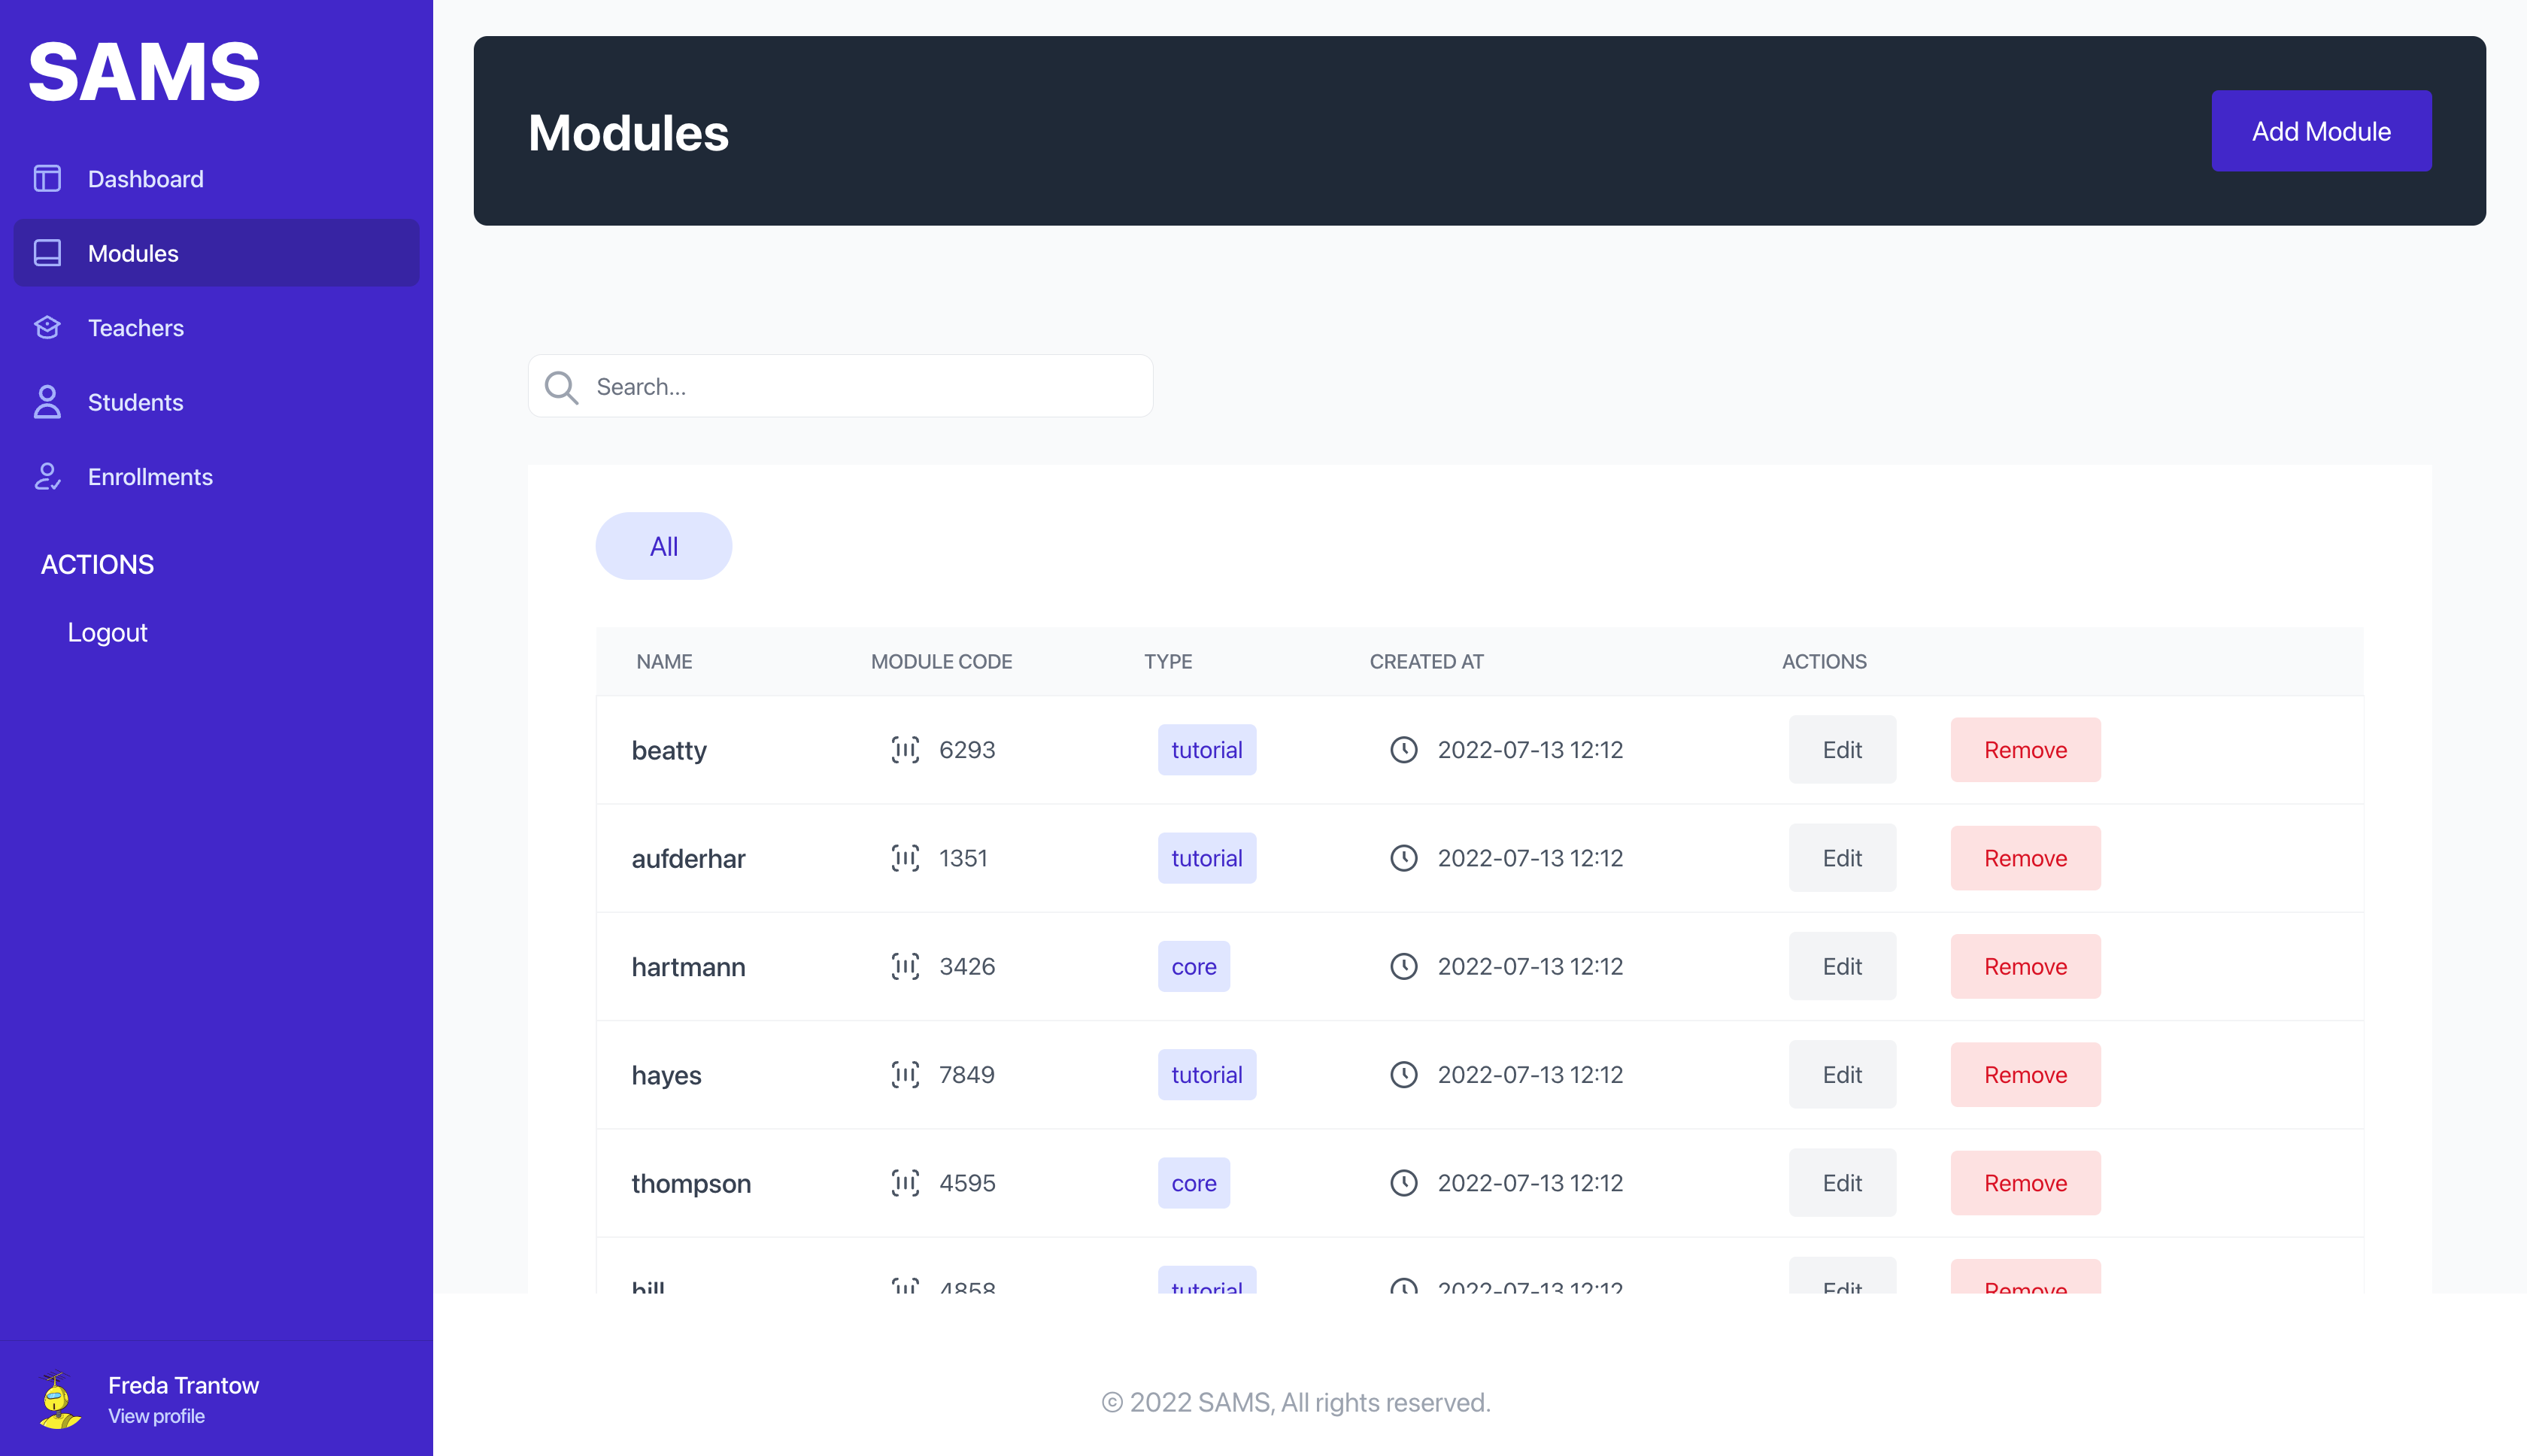 SAMS
Dashboard
Modules
Teachers
Students
Enrollments
ACTIONS
Logout
Freda Trantow
View profile
Modules
Add Module
Search...
All
NAME MODULE CODE TYPE CREATED AT ACTIONS
beatty 6293 tutorial 2022-07-13 12:12 Edit Remove
aufderhar 1351 tutorial 2022-07-13 12:12 Edit Remove
hartmann 3426 core 2022-07-13 12:12 Edit Remove
hayes 7849 tutorial 2022-07-13 12:12 Edit Remove
thompson 4595 core 2022-07-13 12:12 Edit Remove
hill 4858 tutorial 2022-07-13 12:12 Edit Remove
© 2022 SAMS, All rights reserved.